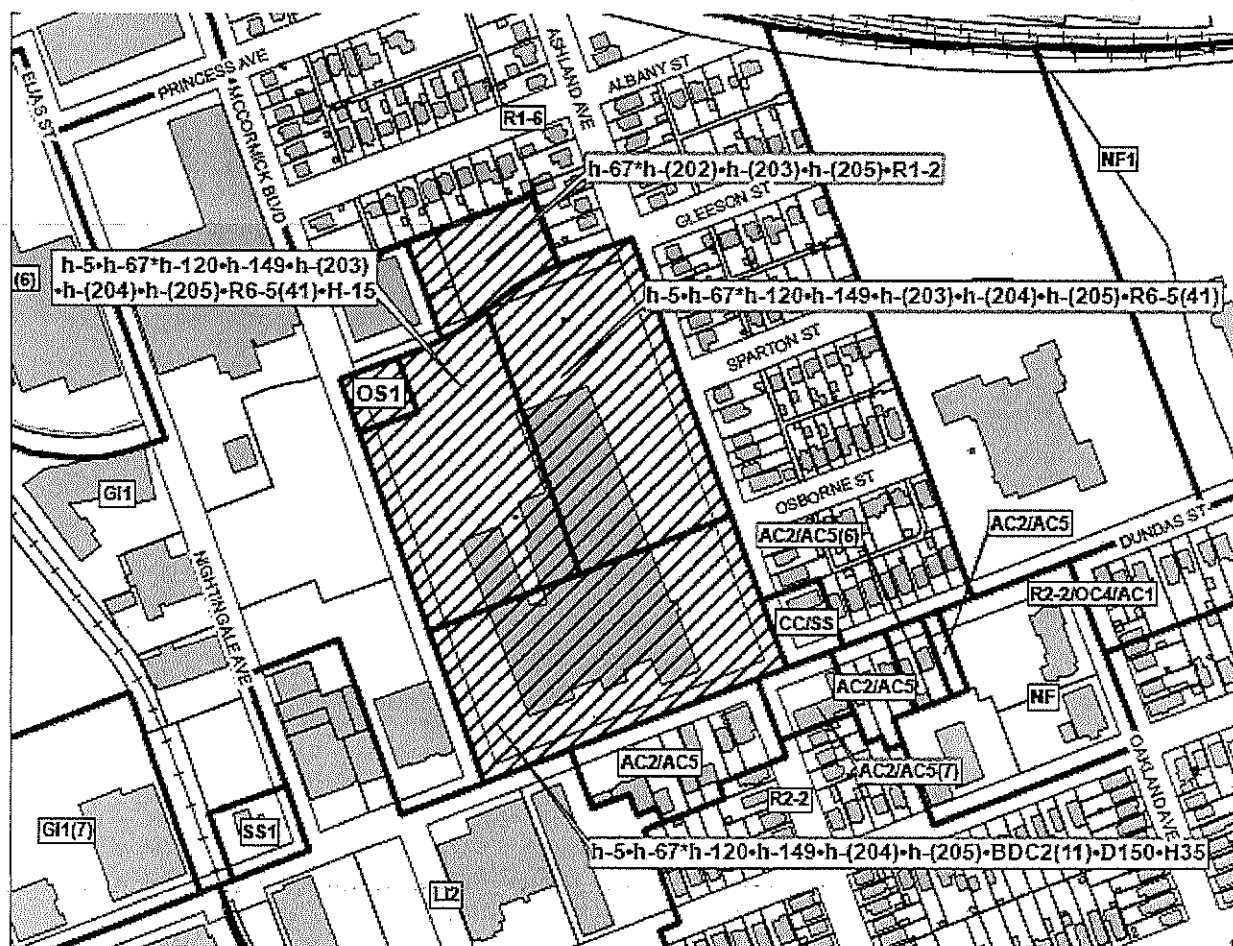 ELIAS ST
PRINCESS AVE
MCCORMICK BLVD
ASHLAND AVE
ALBANY ST
R1-6
NF1
h-67*h-(202)•h-(203)•h-(205)•R1-2
GLEESON ST
(6)
h-5•h-67*h-120•h-149•h-(203)
•h-(204)•h-(205)•R6-5(41)•H-15
h-5•h-67*h-120•h-149•h-(203)•h-(204)•h-(205)•R6-5(41)
SPARTON ST
OS1
GI1
OSBORNE ST
AC2/AC5(6)
AC2/AC5
DUNDAS ST
NIGHTINGALE AVE
R2-2/OC4/AC1
CC/SS
AC2/AC5
NF
AC2/AC5
AC2/AC5(7)
OAKLAND AVE
R2-2
GI1(7)
SS1
h-5•h-67*h-120•h-149•h-(204)•h-(205)•BDC2(11)•D150•H35
LI2